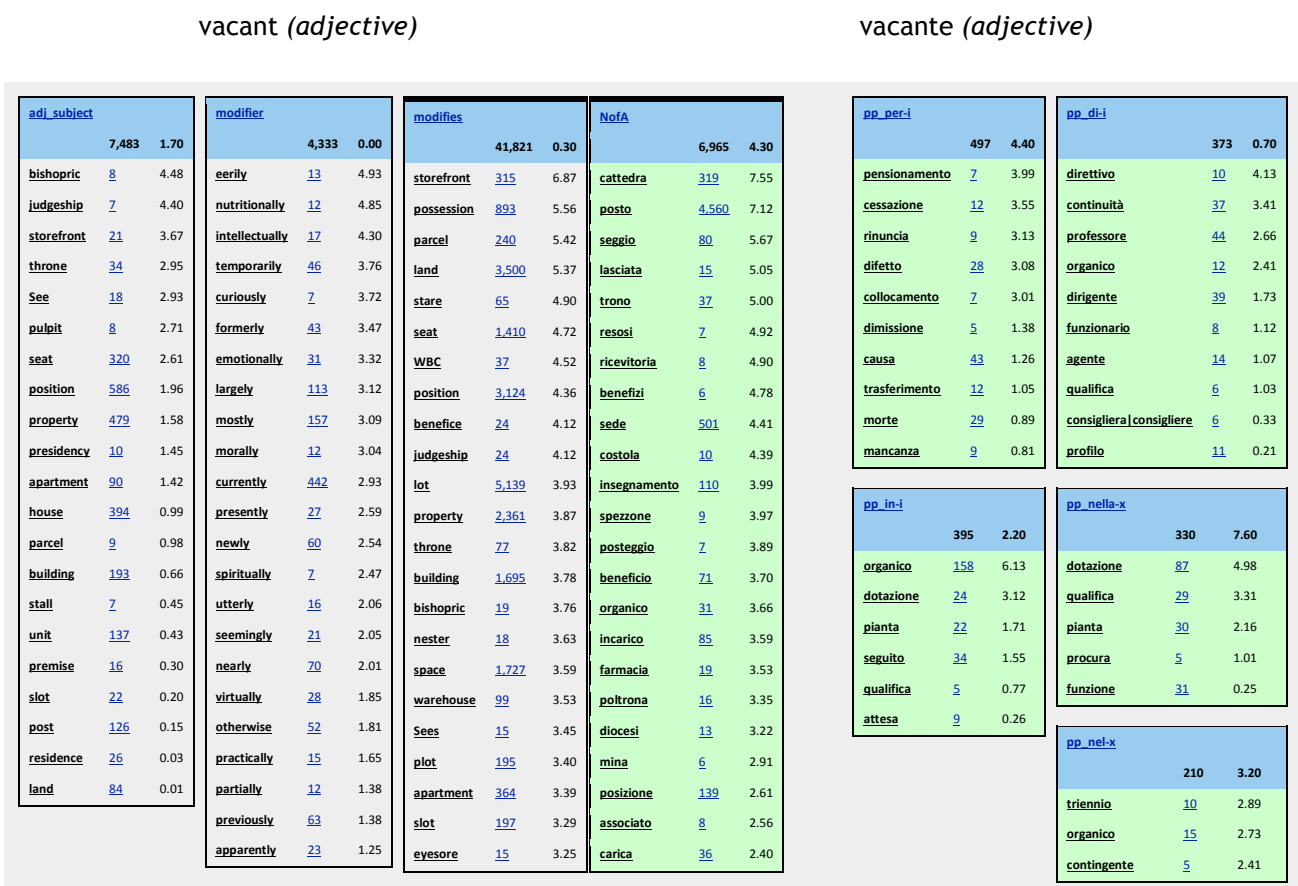 vacant (adjective)
vacante (adjective)
adj_subject
7,483 1.70
bishopric 8 4.48
judgeship 7 4.40
storefront 21 3.67
throne 34 2.95
See 18 2.93
pulpit 8 2.71
seat 320 2.61
position 586 1.96
property 479 1.58
presidency 10 1.45
apartment 90 1.42
house 394 0.99
parcel 9 0.98
building 193 0.66
stall 7 0.45
unit 137 0.43
premise 16 0.30
slot 22 0.20
post 126 0.15
residence 26 0.03
land 84 0.01
modifier
4,333 0.00
eerily 13 4.93
nutritionally 12 4.85
intellectually 17 4.30
temporarily 46 3.76
curiously 7 3.72
formerly 43 3.47
emotionally 31 3.32
largely 113 3.12
mostly 157 3.09
morally 12 3.04
currently 442 2.93
presently 27 2.59
newly 60 2.54
spiritually 7 2.47
utterly 16 2.06
seemingly 21 2.05
nearly 70 2.01
virtually 28 1.85
otherwise 52 1.81
practically 15 1.65
partially 12 1.38
previously 63 1.38
apparently 23 1.25
modifies
41,821 0.30
storefront 315 6.87
possession 893 5.56
parcel 240 5.42
land 3,500 5.37
stare 65 4.90
seat 1,410 4.72
WBC 37 4.52
position 3,124 4.36
benefice 24 4.12
judgeship 24 4.12
lot 5,139 3.93
property 2,361 3.87
throne 77 3.82
building 1,695 3.78
bishopric 19 3.76
nester 18 3.63
space 1,727 3.59
warehouse 99 3.53
Sees 15 3.45
plot 195 3.40
apartment 364 3.39
slot 197 3.29
eyesore 15 3.25
NofA
6,965 4.30
cattedra 319 7.55
posto 4,560 7.12
seggio 80 5.67
lasciata 15 5.05
trono 37 5.00
resosi 7 4.92
ricevitoria 8 4.90
benefizi 6 4.78
sede 501 4.41
costola 10 4.39
insegnamento 110 3.99
spezzone 9 3.97
posteggio 7 3.89
beneficio 71 3.70
organico 31 3.66
incarico 85 3.59
farmacia 19 3.53
poltrona 16 3.35
diocesi 13 3.22
mina 6 2.91
posizione 139 2.61
associato 8 2.56
carica 36 2.40
pp_per-i
497 4.40
pensionamento 7 3.99
cessazione 12 3.55
rinuncia 9 3.13
difetto 28 3.08
collocamento 7 3.01
dimissione 5 1.38
causa 43 1.26
trasferimento 12 1.05
morte 29 0.89
mancanza 9 0.81
pp_di-i
373 0.70
direttivo 10 4.13
continuità 37 3.41
professore 44 2.66
organico 12 2.41
dirigente 39 1.73
funzionario 8 1.12
agente 14 1.07
qualifica 6 1.03
consigliera|consigliere 6 0.33
profilo 11 0.21
pp_in-i
395 2.20
organico 158 6.13
dotazione 24 3.12
pianta 22 1.71
seguito 34 1.55
qualifica 5 0.77
attesa 9 0.26
pp_nella-x
330 7.60
dotazione 87 4.98
qualifica 29 3.31
pianta 30 2.16
procura 5 1.01
funzione 31 0.25
pp_nel-x
210 3.20
triennio 10 2.89
organico 15 2.73
contingente 5 2.41